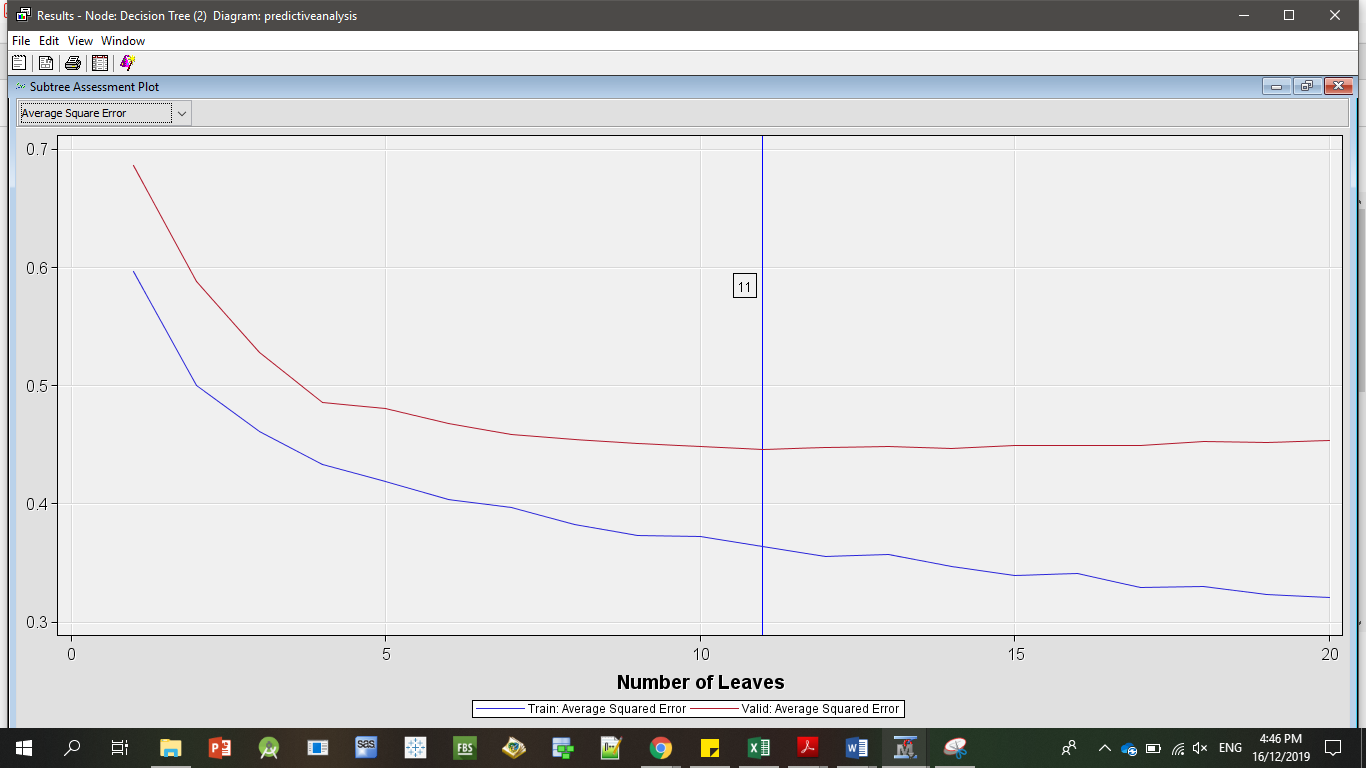 Results - Node: Decision Tree (2) Diagram: predictiveanalysis
File Edit View Window
Subtree Assessment Plot
Average Square Error
0.7
0.6
11
0.5
0.4
0.3
0 5 10 15 20
Number of Leaves
Train: Average Squared Error Valid: Average Squared Error
sas
FBS
ENG
4:46 PM
16/12/2019